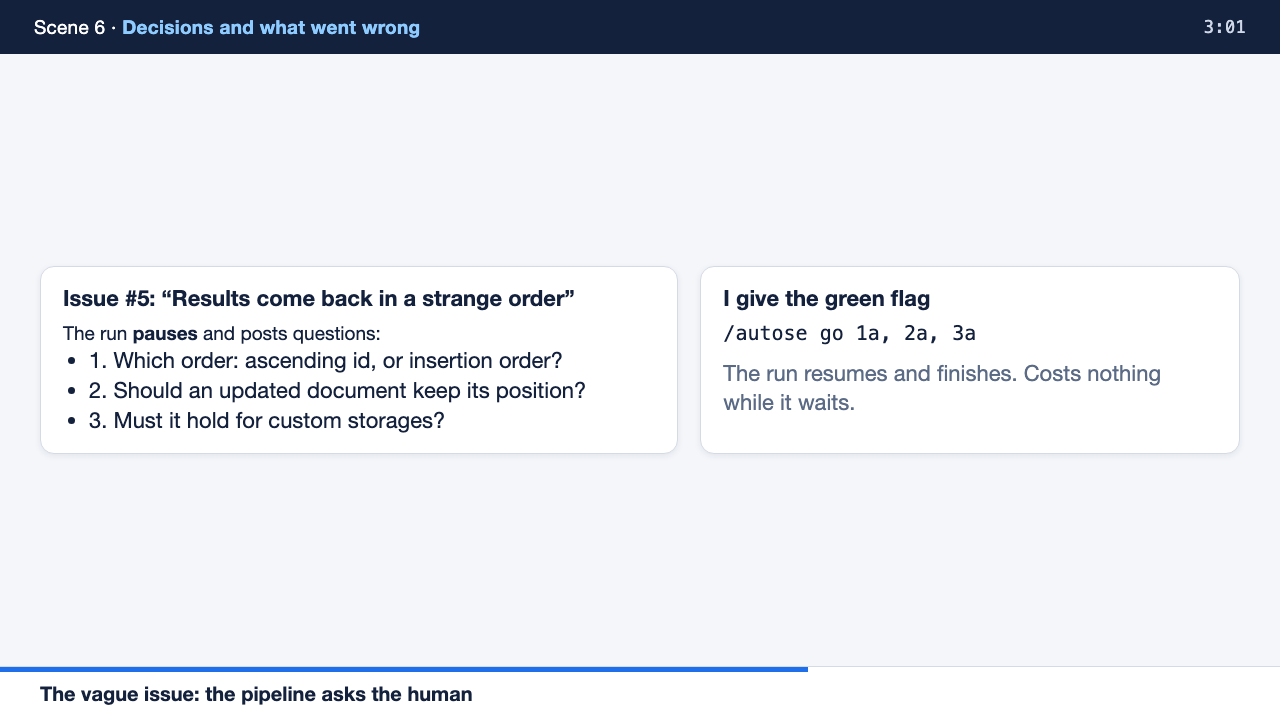 Scene 6 · Decisions and what went wrong
3:01
Issue #5: “Results come back in a strange order”
The run pauses and posts questions:
• 1. Which order: ascending id, or insertion order?
• 2. Should an updated document keep its position?
• 3. Must it hold for custom storages?
I give the green flag
/autose go 1a, 2a, 3a
The run resumes and finishes. Costs nothing
while it waits.
The vague issue: the pipeline asks the human